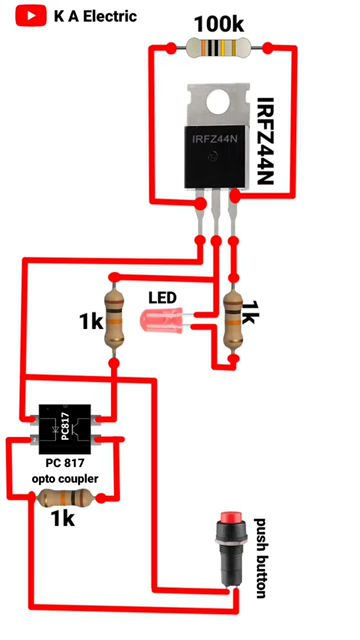 K A Electric
100k
IRFZ44N
IRFZ44N
LED
1k
1k
PC817
PC 817
opto coupler
1k
push button